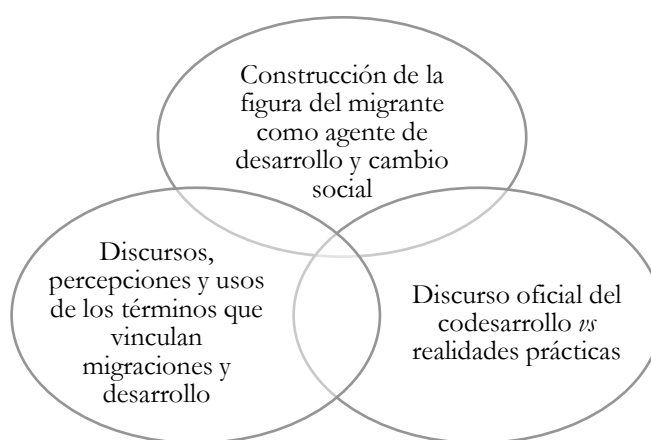 Construcción de la
figura del migrante
como agente de
desarrollo y cambio
social
Discursos,
percepciones y usos
de los términos que
vinculan
migraciones y
desarrollo
Discurso oficial del
codesarrollo vs
realidades prácticas